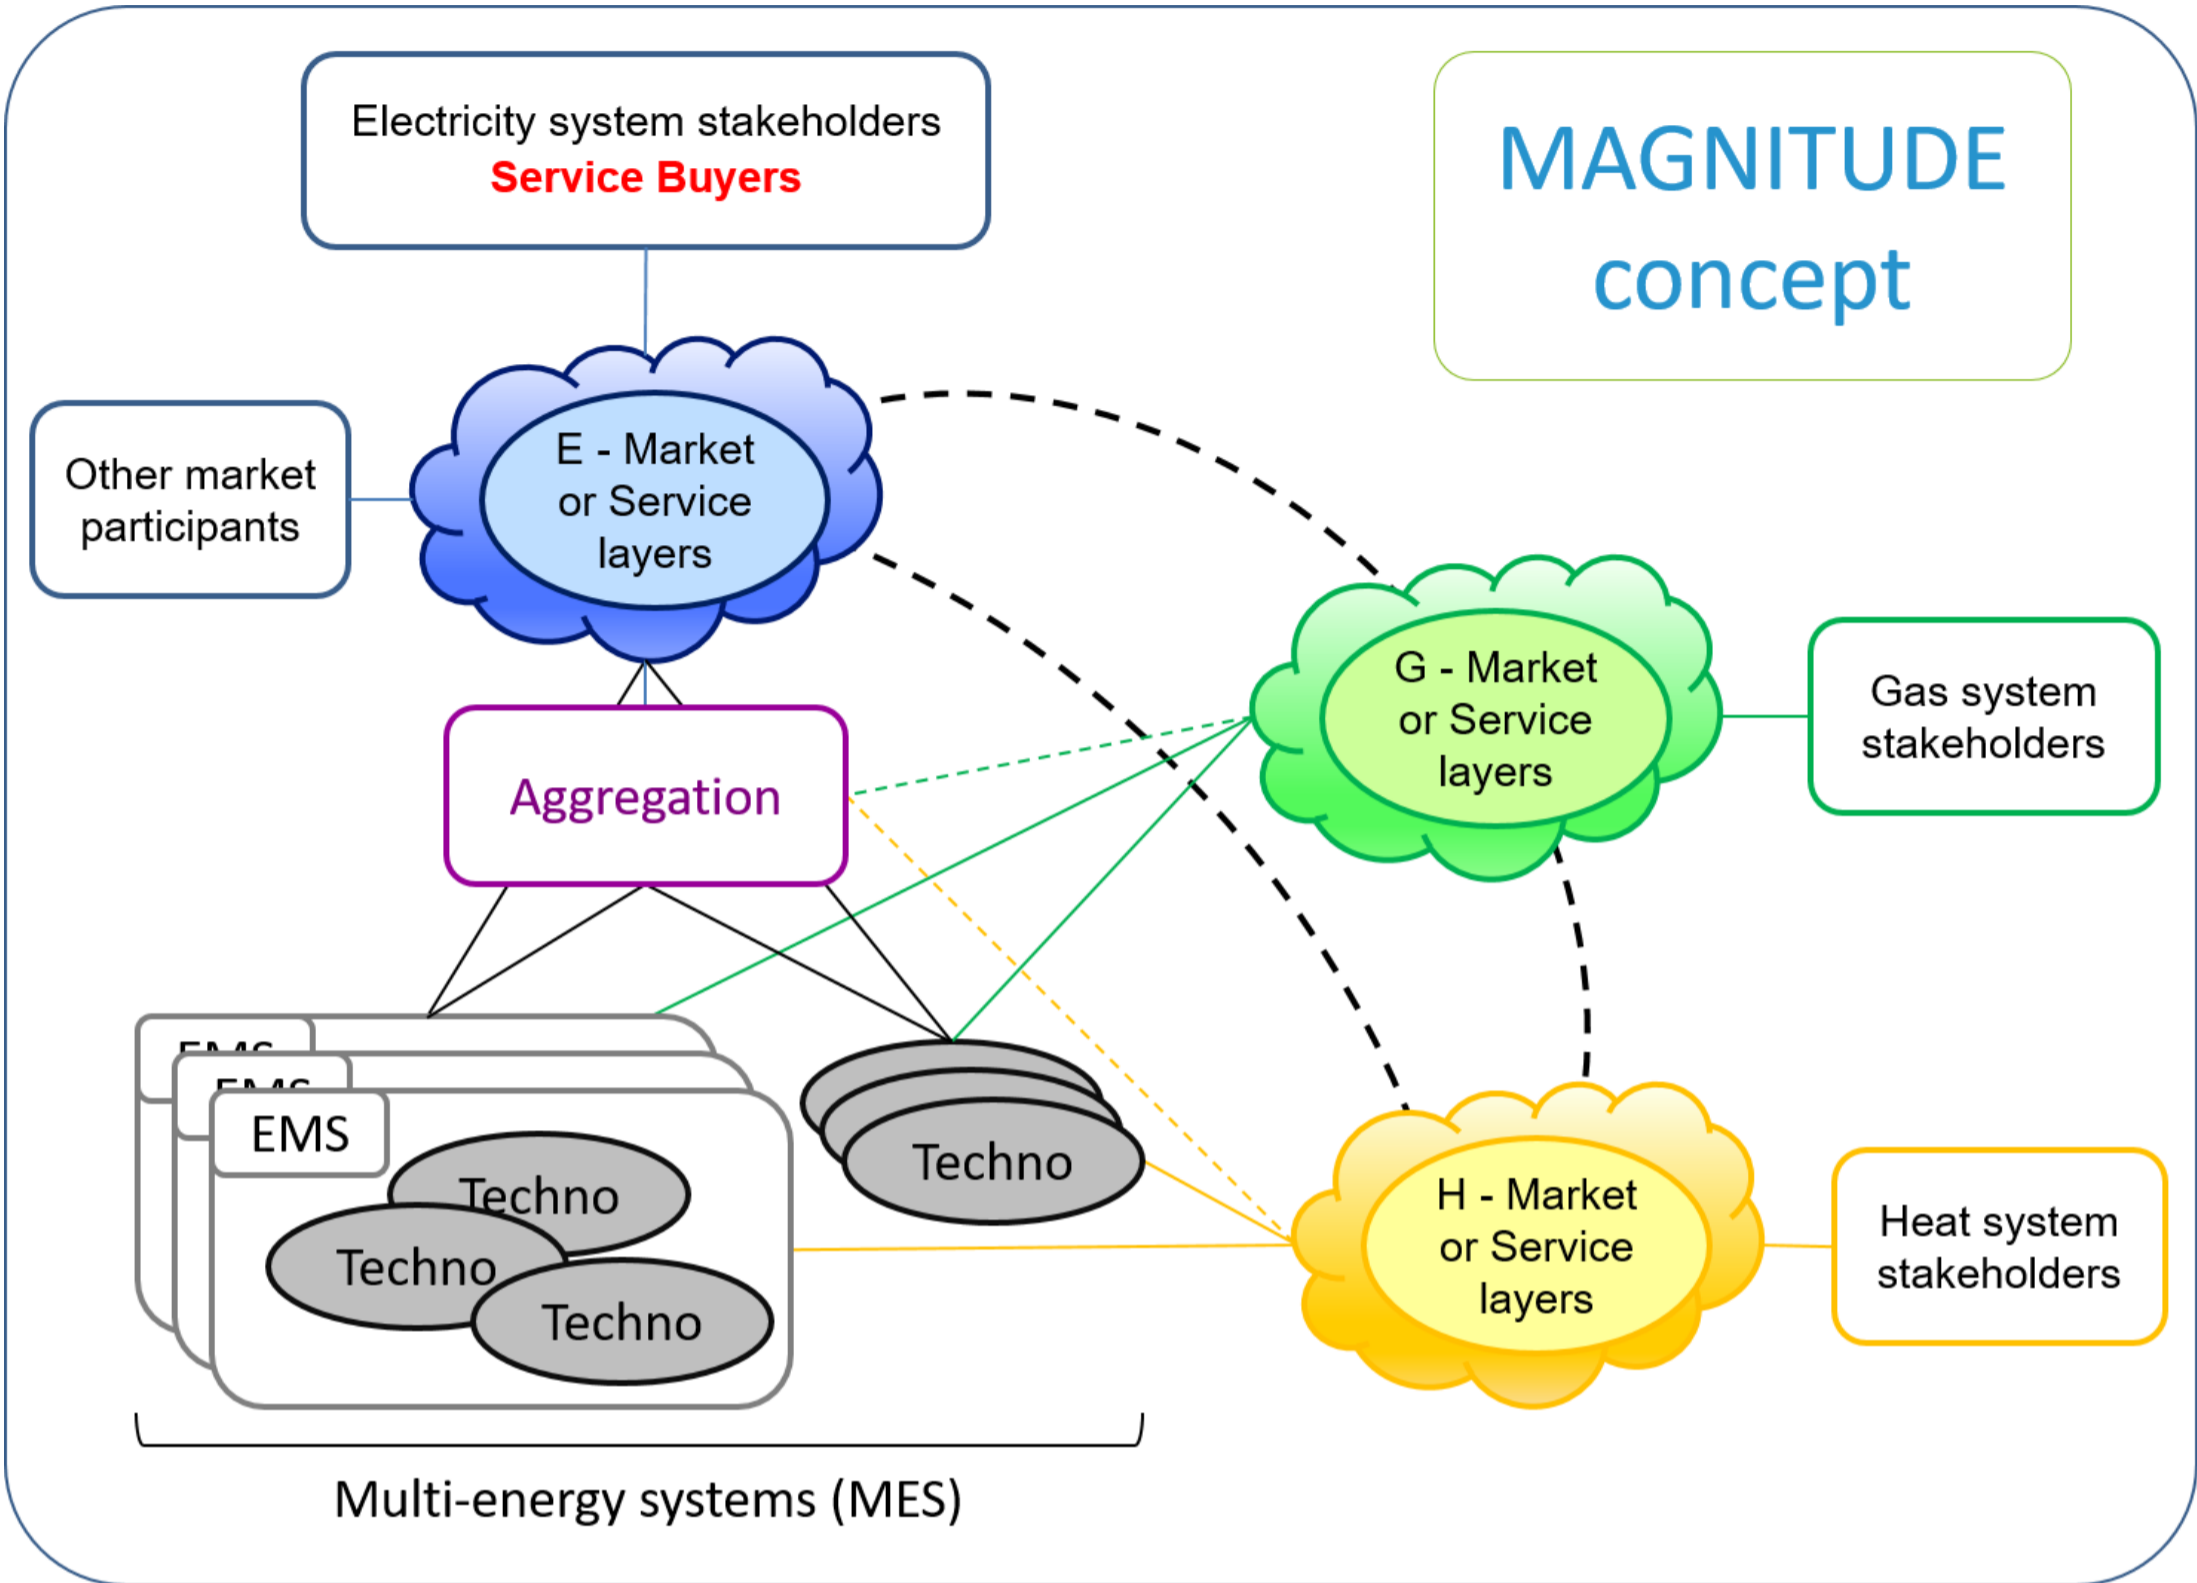 Electricity system stakeholders
Service Buyers
MAGNITUDE
concept
Other market
participants
E - Market
or Service
layers
G - Market
or Service
layers
Gas system
stakeholders
Aggregation
EMS
EMS
EMS
Techno
Techno
Techno
Techno
H - Market
or Service
layers
Heat system
stakeholders
Multi-energy systems (MES)